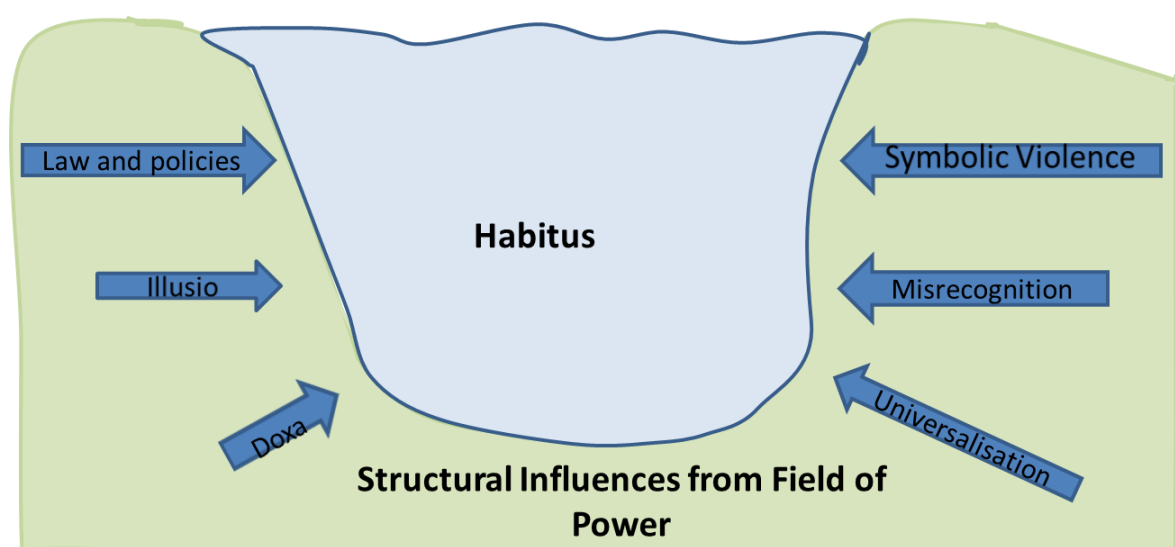 Law and policies
Symbolic Violence
Habitus
Illusio
Misrecognition
Doxa
Universalisation
Structural Influences from Field of
Power